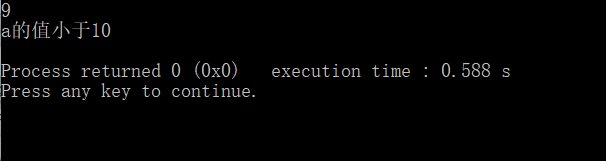 9
a的值小于10
Process returned 0 (0x0)   execution time : 0.588 s
Press any key to continue.